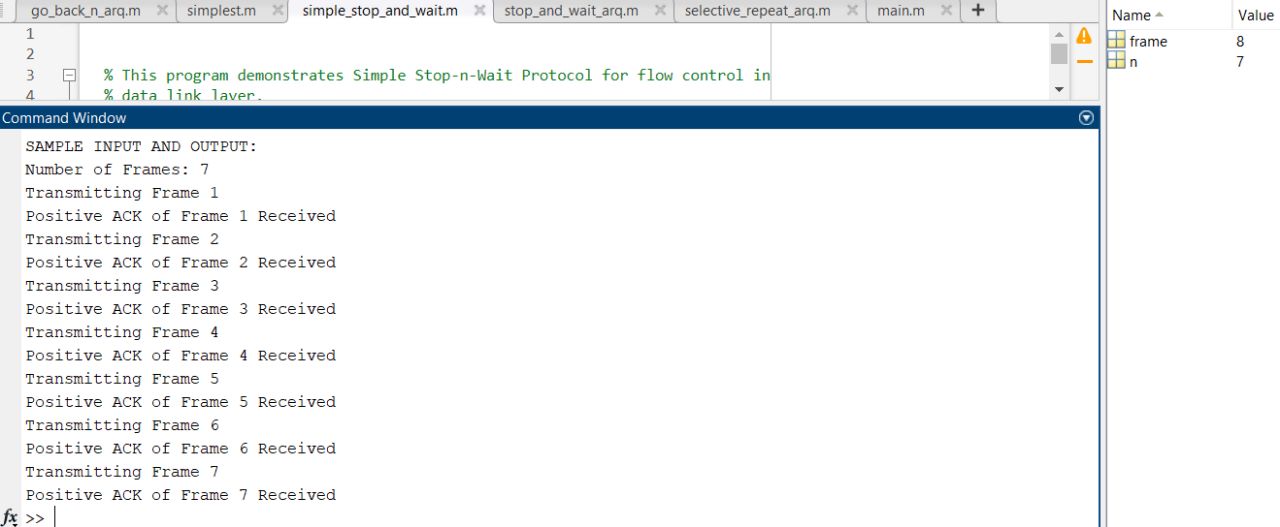 go_back_n_arq.m simplest.m simple_stop_and_wait.m stop_and_wait_arq.m selective_repeat_arq.m main.m +
1
2
3 % This program demonstrates Simple Stop-n-Wait Protocol for flow control in
4 % data link layer.
Command Window
SAMPLE INPUT AND OUTPUT:
Number of Frames: 7
Transmitting Frame 1
Positive ACK of Frame 1 Received
Transmitting Frame 2
Positive ACK of Frame 2 Received
Transmitting Frame 3
Positive ACK of Frame 3 Received
Transmitting Frame 4
Positive ACK of Frame 4 Received
Transmitting Frame 5
Positive ACK of Frame 5 Received
Transmitting Frame 6
Positive ACK of Frame 6 Received
Transmitting Frame 7
Positive ACK of Frame 7 Received
fx >>
Name Value
frame 8
n 7